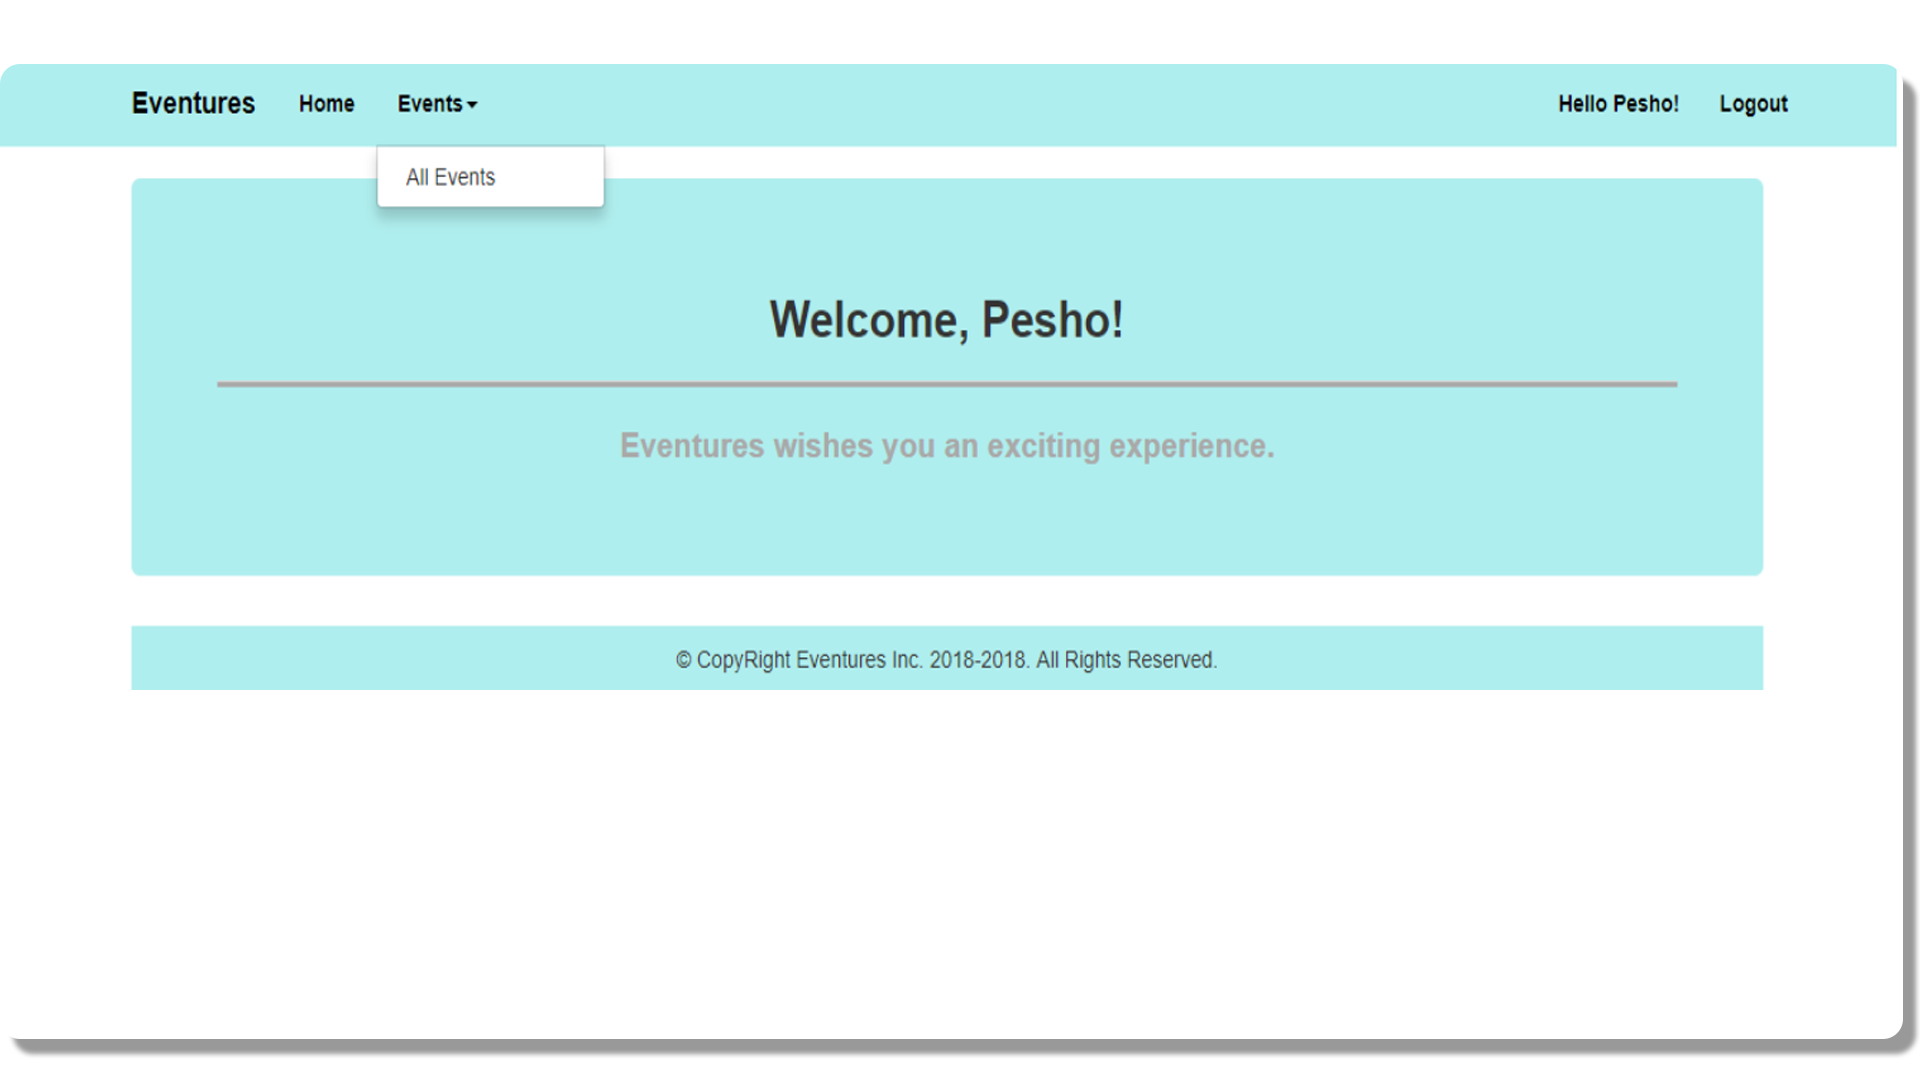 Eventures Home Events Hello Pesho! Logout
All Events
Welcome, Pesho!
Eventures wishes you an exciting experience.
© CopyRight Eventures Inc. 2018-2018. All Rights Reserved.